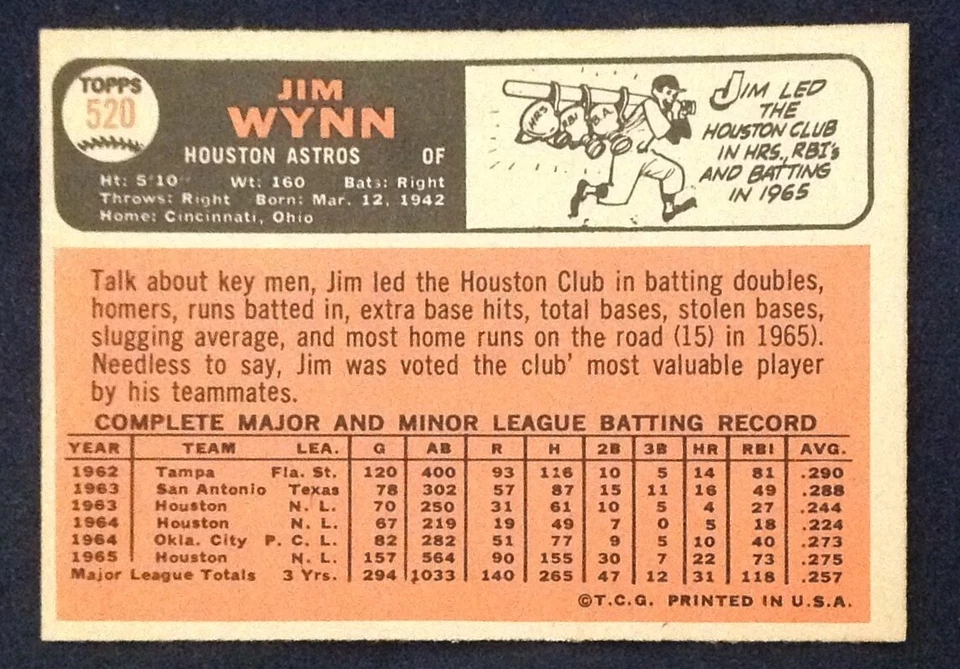 TOPPS
520
JIM
WYNN
HOUSTON ASTROS OF
Ht: 5'10" Wt: 160 Bats: Right
Throws: Right Born: Mar. 12, 1942
Home: Cincinnati, Ohio
HRS RBI B.A.
JIM LED
THE
HOUSTON CLUB
IN HRS., RBI's
AND BATTING
IN 1965
Talk about key men, Jim led the Houston Club in batting doubles,
homers, runs batted in, extra base hits, total bases, stolen bases,
slugging average, and most home runs on the road (15) in 1965).
Needless to say, Jim was voted the club' most valuable player
by his teammates.
COMPLETE MAJOR AND MINOR LEAGUE BATTING RECORD
YEAR TEAM LEA. G AB R H 2B 3B HR RBI AVG.
1962 Tampa Fla. St. 120 400 93 116 10 5 14 81 .290
1963 San Antonio Texas 78 302 57 87 15 11 16 49 .288
1963 Houston N. L. 70 250 31 61 10 5 4 27 .244
1964 Houston N. L. 67 219 19 49 7 0 5 18 .224
1964 Okla. City P. C. L. 82 282 51 77 9 5 10 40 .273
1965 Houston N. L. 157 564 90 155 30 7 22 73 .275
Major League Totals 3 Yrs. 294 1033 140 265 47 12 31 118 .257
©T.C.G. PRINTED IN U.S.A.